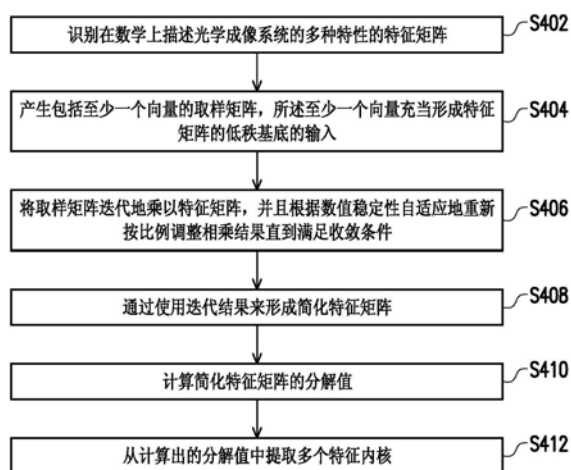 识别在数学上描述光学成像系统的多种特性的特征矩阵
S402
产生包括至少一个向量的取样矩阵，所述至少一个向量充当形成特征
矩阵的低秩基底的输入
S404
将取样矩阵迭代地乘以特征矩阵，并且根据数值稳定性自适应地重新
按比例调整相乘结果直到满足收敛条件
S406
通过使用迭代结果来形成简化特征矩阵
S408
计算简化特征矩阵的分解值
S410
从计算出的分解值中提取多个特征内核
S412